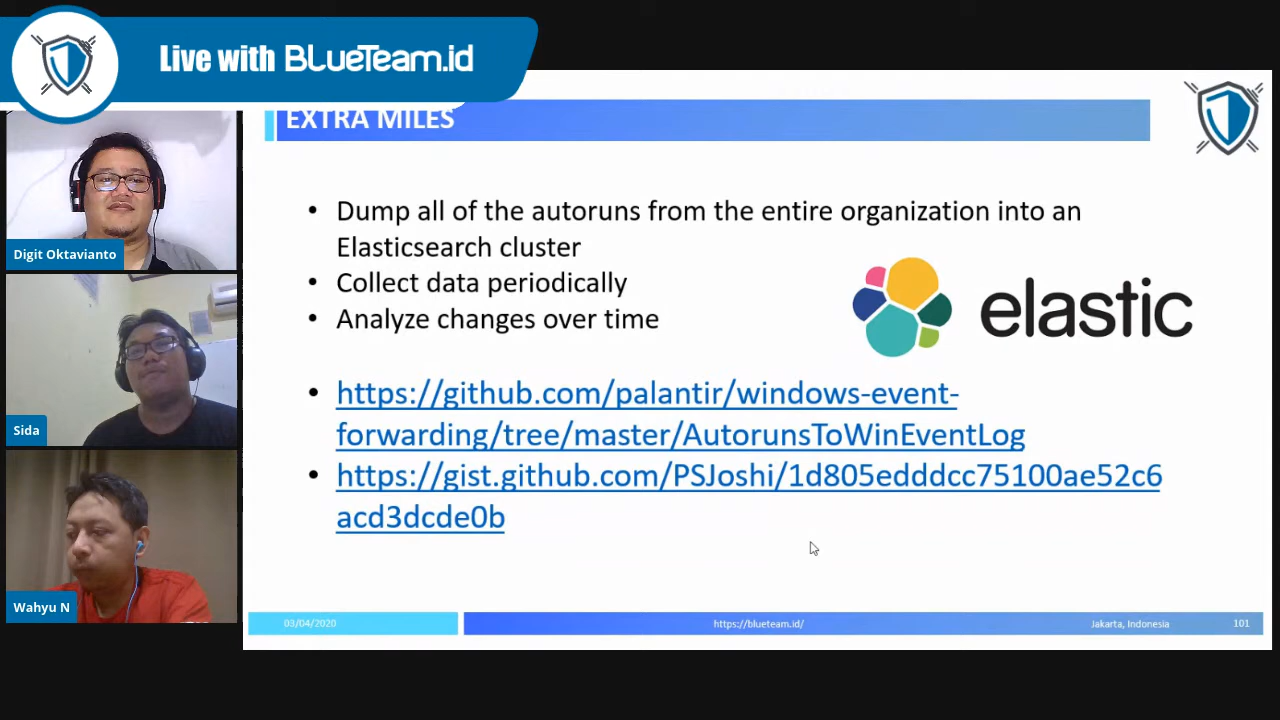 Live with BLueTeam.id
EXTRA MILES
• Dump all of the autoruns from the entire organization into an
Elasticsearch cluster
• Collect data periodically
• Analyze changes over time
elastic
• https://github.com/palantir/windows-event-
forwarding/tree/master/AutorunsToWinEventLog
• https://gist.github.com/PSJoshi/1d805edddcc75100ae52c6
acd3dcde0b
Digit Oktavianto
Sida
Wahyu N
03/04/2020
https://blueteam.id/
Jakarta, Indonesia
101